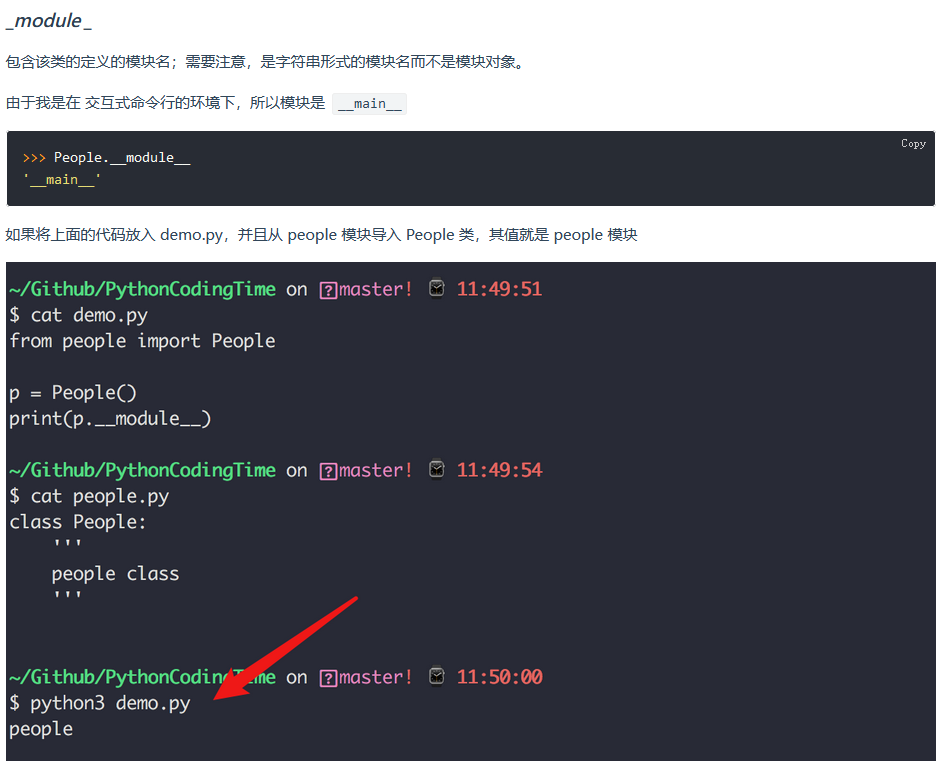 _module_
包含该类的定义的模块名；需要注意，是字符串形式的模块名而不是模块对象。
由于我是在 交互式命令行的环境下，所以模块是 __main__
Copy
>>> People.__module__
'__main__'
如果将上面的代码放入 demo.py，并且从 people 模块导入 People 类，其值就是 people 模块
~/Github/PythonCodingTime on ?master! 11:49:51
$ cat demo.py
from people import People
p = People()
print(p.__module__)
~/Github/PythonCodingTime on ?master! 11:49:54
$ cat people.py
class People:
'''
people class
'''
~/Github/PythonCodingTime on ?master! 11:50:00
$ python3 demo.py
people